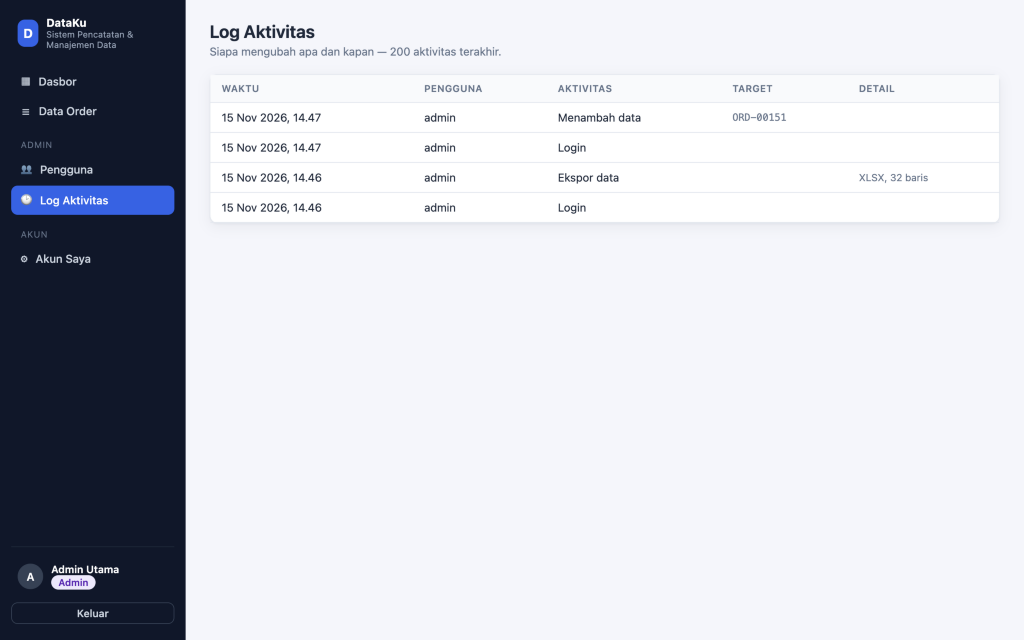 D
DataKu
Sistem Pencatatan &
Manajemen Data
Dasbor
Data Order
ADMIN
Pengguna
Log Aktivitas
AKUN
Akun Saya
A
Admin Utama
Admin
Keluar
Log Aktivitas
Siapa mengubah apa dan kapan — 200 aktivitas terakhir.
WAKTU PENGGUNA AKTIVITAS TARGET DETAIL
15 Nov 2026, 14.47 admin Menambah data ORD-00151
15 Nov 2026, 14.47 admin Login
15 Nov 2026, 14.46 admin Ekspor data XLSX, 32 baris
15 Nov 2026, 14.46 admin Login